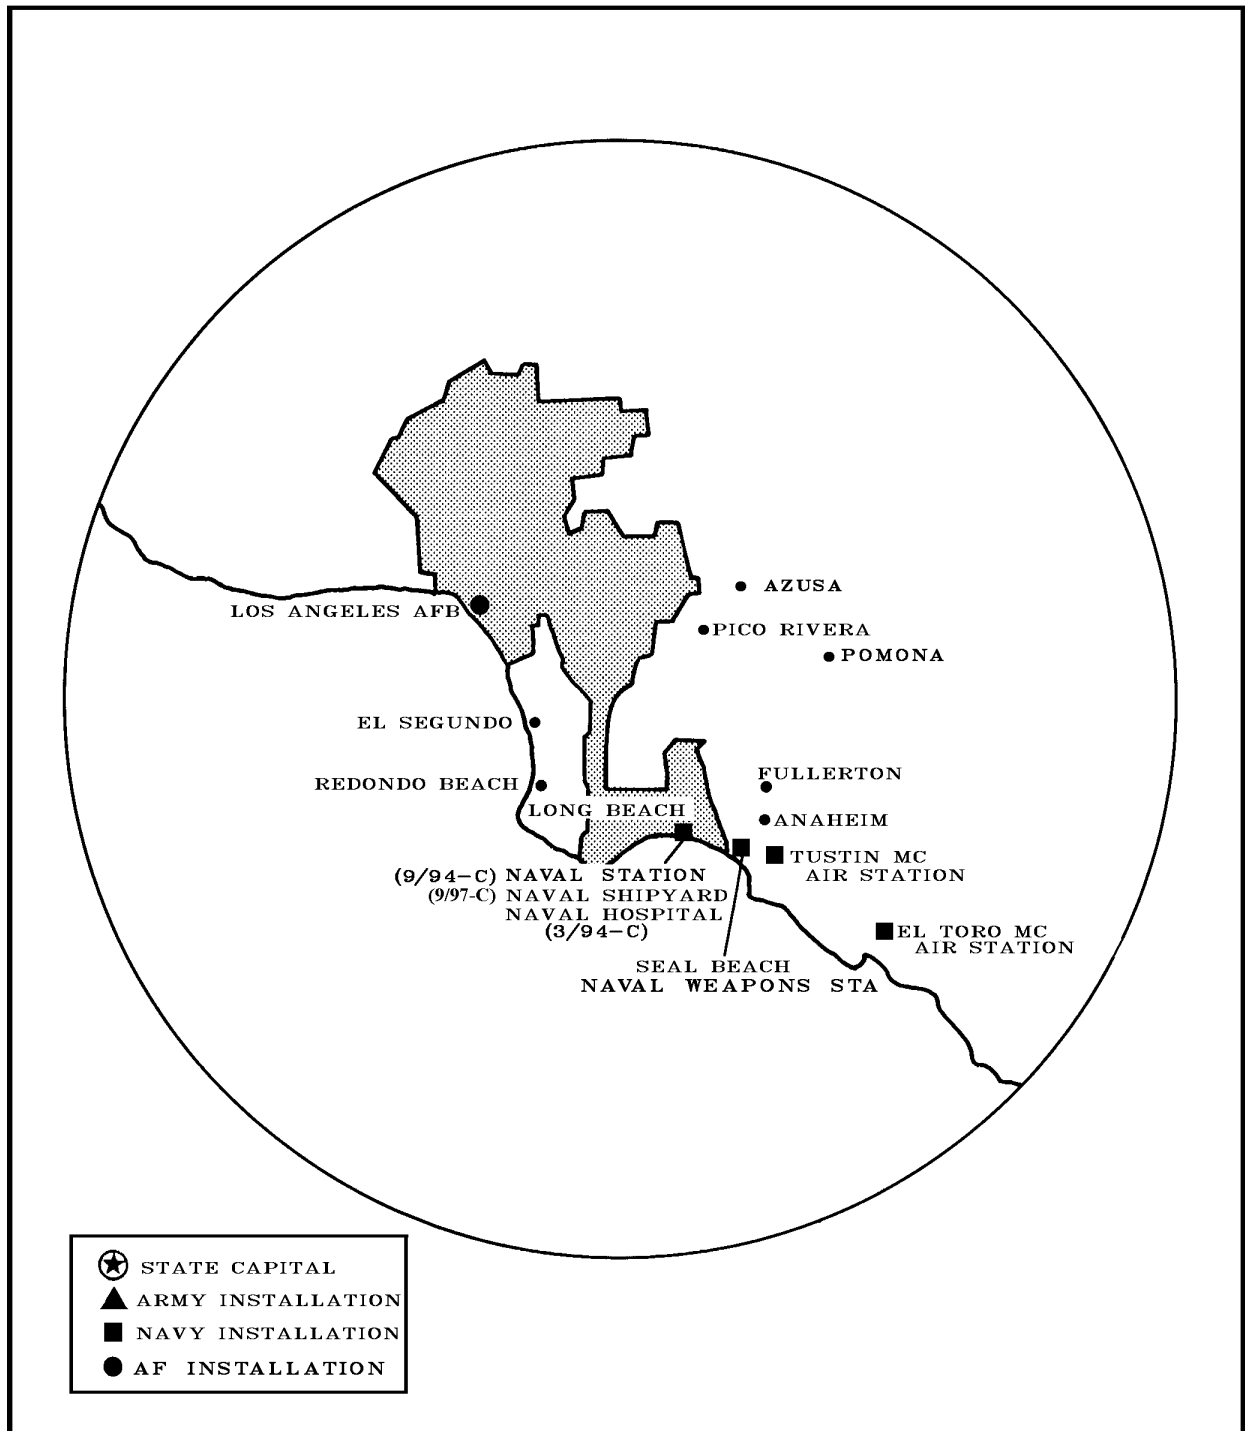 AZUSA
LOS ANGELES AFB
PICO RIVERA
POMONA
EL SEGUNDO
REDONDO BEACH
FULLERTON
LONG BEACH
ANAHEIM
TUSTIN MC
AIR STATION
(9/94-C) NAVAL STATION
(9/97-C) NAVAL SHIPYARD
NAVAL HOSPITAL
(3/94-C)
EL TORO MC
AIR STATION
SEAL BEACH
NAVAL WEAPONS STA
STATE CAPITAL
ARMY INSTALLATION
NAVY INSTALLATION
AF INSTALLATION